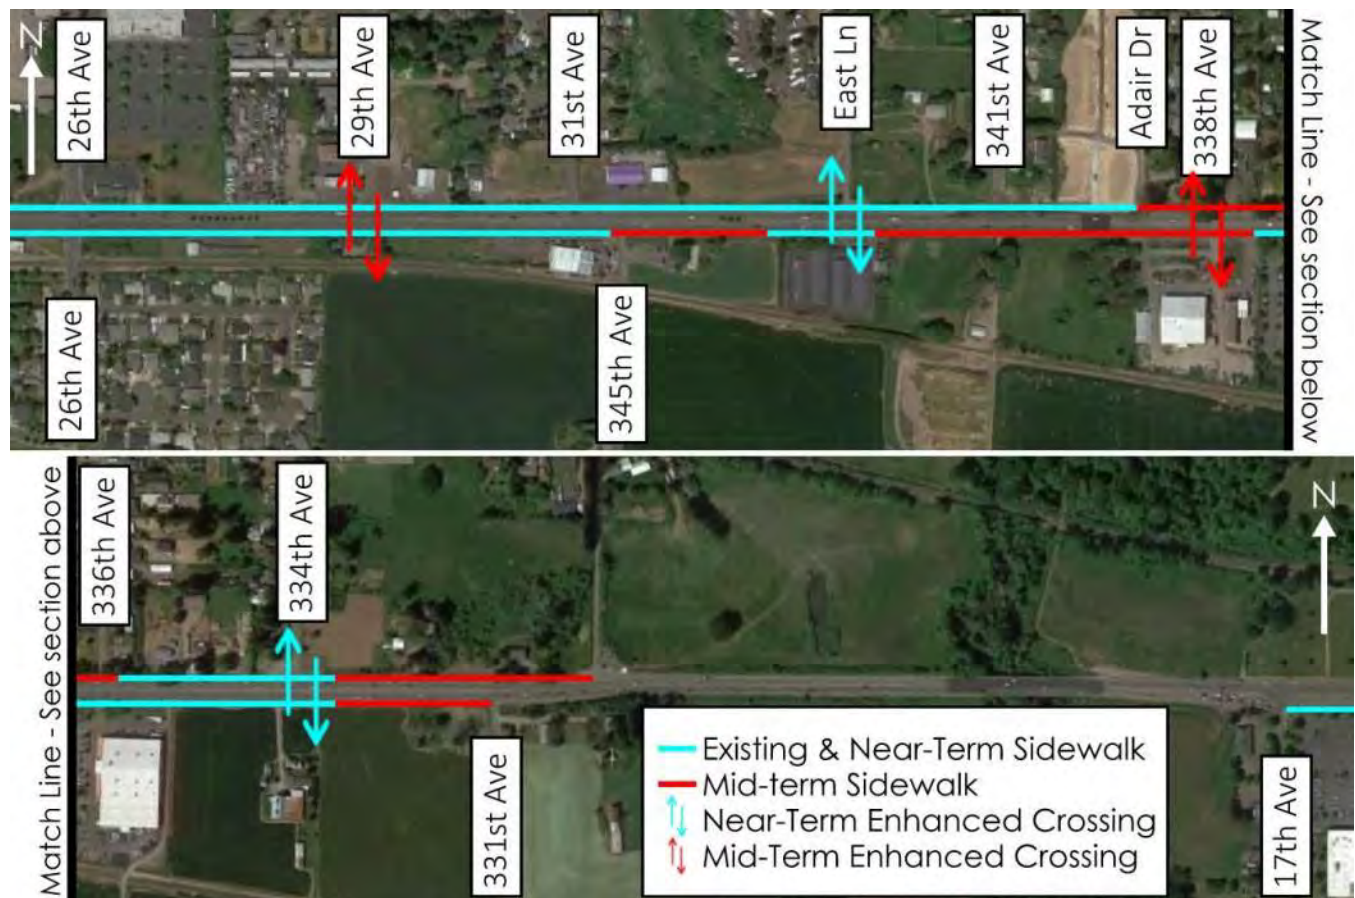 N
26th Ave
29th Ave
31st Ave
East Ln
341st Ave
Adair Dr
338th Ave
Match Line - See section below
26th Ave
345th Ave
Match Line - See section above
336th Ave
334th Ave
N
331st Ave
17th Ave
Existing & Near-Term Sidewalk
Mid-term Sidewalk
Near-Term Enhanced Crossing
Mid-Term Enhanced Crossing